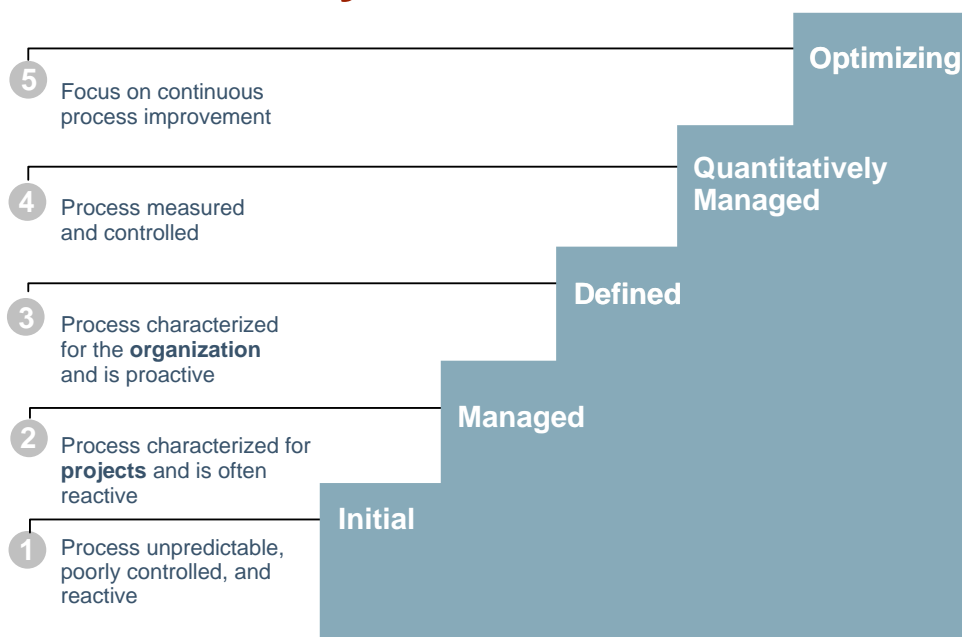 5
Optimizing
Focus on continuous
process improvement
4
Quantitatively
Managed
Process measured
and controlled
3
Defined
Process characterized
for the organization
and is proactive
2
Managed
Process characterized for
projects and is often
reactive
1
Initial
Process unpredictable,
poorly controlled, and
reactive